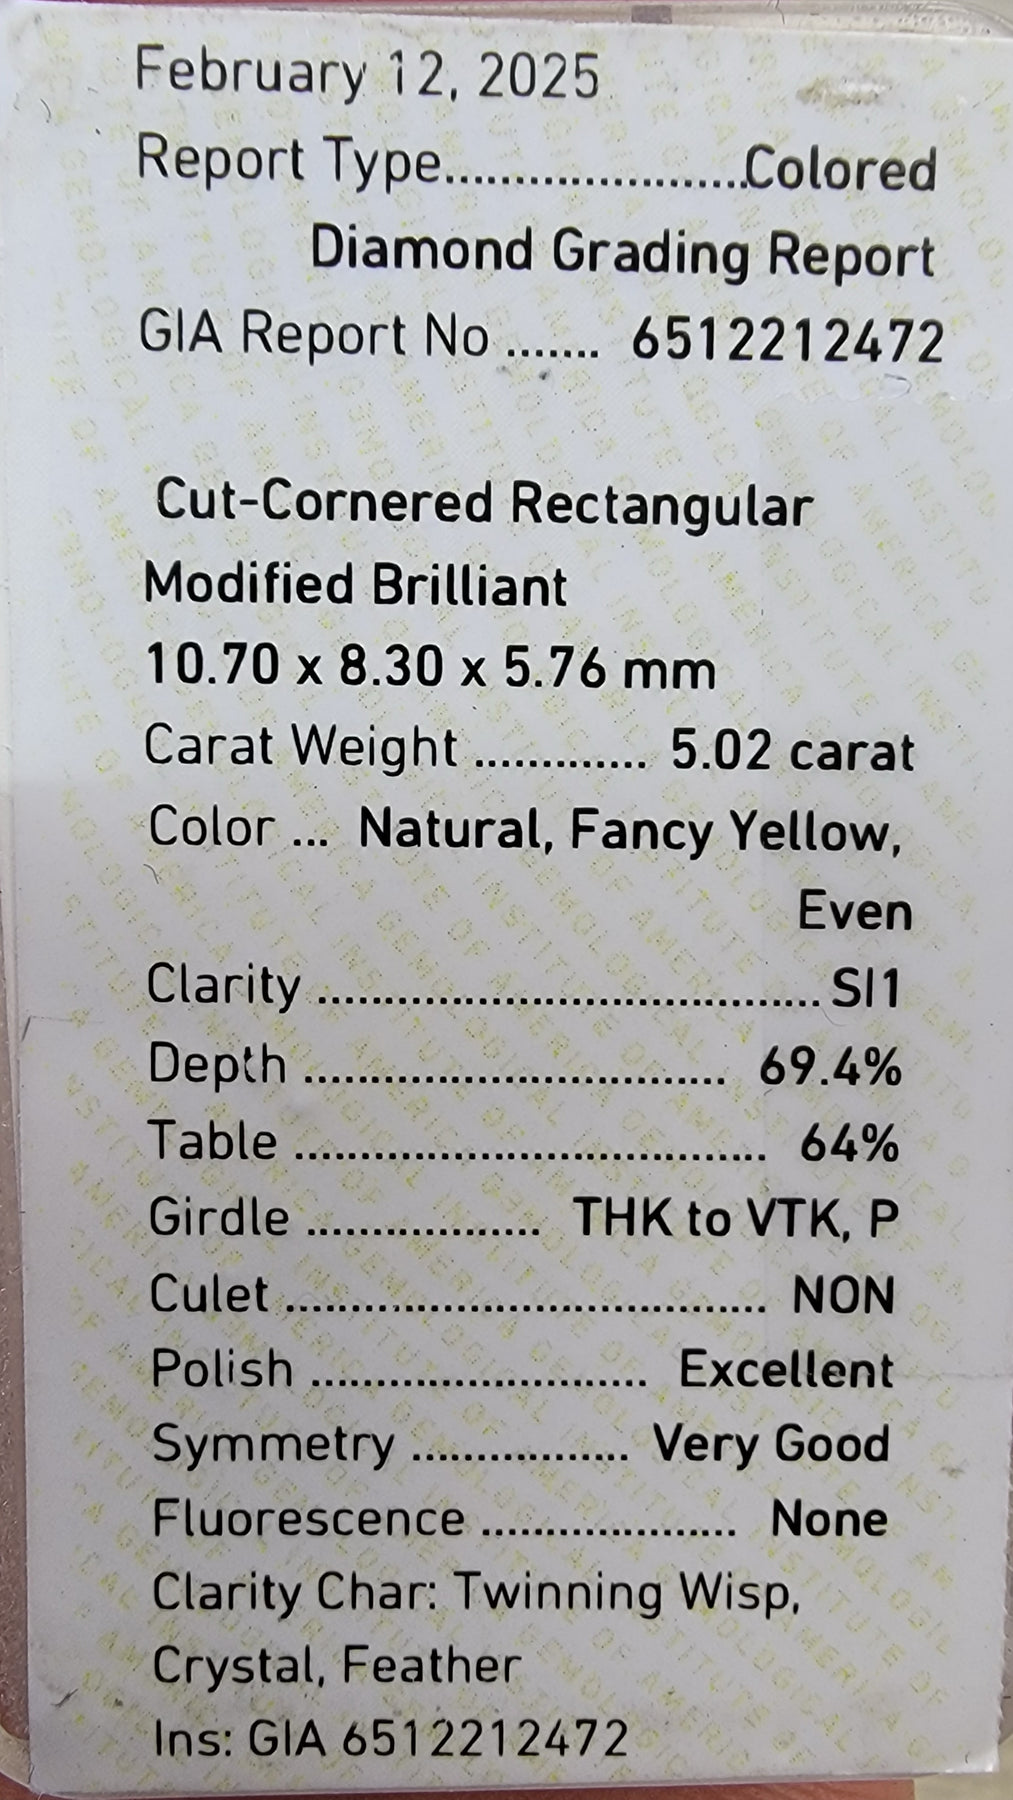 February 12, 2025
Report Type.......................Colored
Diamond Grading Report
GIA Report No ....... 6512212472
Cut-Cornered Rectangular
Modified Brilliant
10.70 x 8.30 x 5.76 mm
Carat Weight ............. 5.02 carat
Color ... Natural, Fancy Yellow,
Even
Clarity ...................................... SI1
Depth ................................ 69.4%
Table .................................... 64%
Girdle .................. THK to VTK, P
Culet .................................... NON
Polish .......................... Excellent
Symmetry ................. Very Good
Fluorescence .................... None
Clarity Char: Twinning Wisp,
Crystal, Feather
Ins: GIA 6512212472